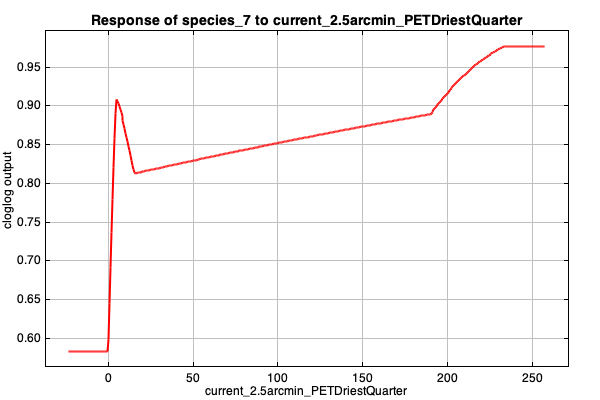 Response of species_7 to current_2.5arcmin_PETDriestQuarter
0.95
0.90
0.85
0.80
0.75
0.70
0.65
0.60
cloglog output
0 50 100 150 200 250
current_2.5arcmin_PETDriestQuarter